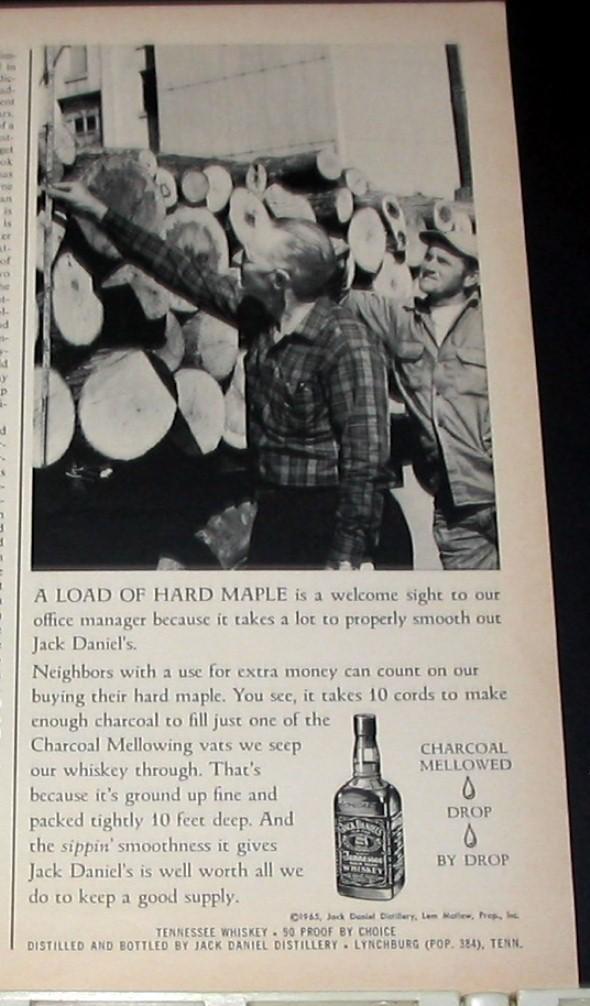 A LOAD OF HARD MAPLE is a welcome sight to our
office manager because it takes a lot to properly smooth out
Jack Daniel's.
Neighbors with a use for extra money can count on our
buying their hard maple. You see, it takes 10 cords to make
enough charcoal to fill just one of the
Charcoal Mellowing vats we seep
our whiskey through. That's
because it's ground up fine and
packed tightly 10 feet deep. And
the sippin' smoothness it gives
Jack Daniel's is well worth all we
do to keep a good supply.
CHARCOAL
MELLOWED
DROP
BY DROP
JACK DANIEL'S
Tennessee
WHISKEY
©1965, Jack Daniel Distillery, Lem Motlow, Prop., Inc.
TENNESSEE WHISKEY • 90 PROOF BY CHOICE
DISTILLED AND BOTTLED BY JACK DANIEL DISTILLERY • LYNCHBURG (POP. 384), TENN.